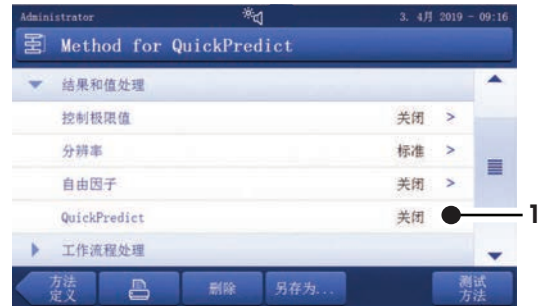 Administrator 3. 4月 2019 - 09:16
Method for QuickPredict
结果和值处理
控制极限值 关闭 >
分辨率 标准 >
自由因子 关闭 >
QuickPredict 关闭 1
工作流程处理
方法定义 删除 另存为... 测试方法